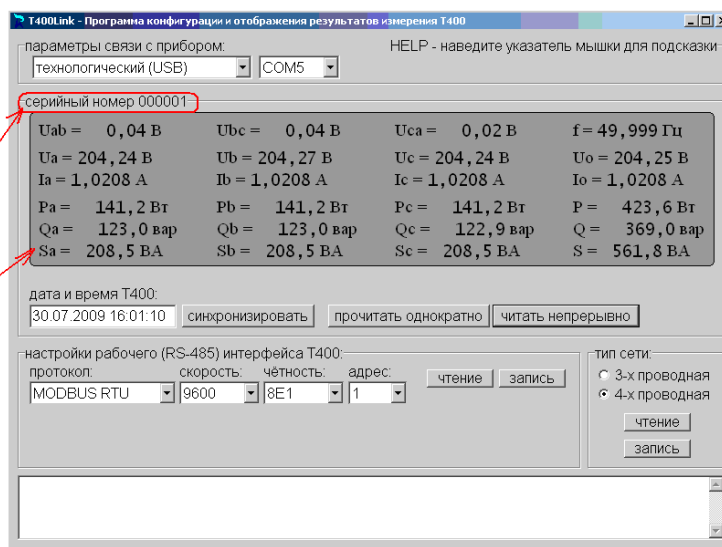 T400Link - Программа конфигурации и отображения результатов измерения T400
параметры связи с прибором:
HELP - наведите указатель мышки для подсказки
технологический (USB) COM5
серийный номер 000001
Uab = 0,04 В Ubc = 0,04 В Uca = 0,02 В f = 49,999 Гц
Ua = 204,24 В Ub = 204,27 В Uc = 204,24 В Uo = 204,25 В
Ia = 1,0208 А Ib = 1,0208 А Ic = 1,0208 А Io = 1,0208 А
Pa = 141,2 Вт Pb = 141,2 Вт Pc = 141,2 Вт P = 423,6 Вт
Qa = 123,0 вар Qb = 123,0 вар Qc = 122,9 вар Q = 369,0 вар
Sa = 208,5 ВА Sb = 208,5 ВА Sc = 208,5 ВА S = 561,8 ВА
дата и время T400:
30.07.2009 16:01:10 синхронизировать прочитать однократно читать непрерывно
настройки рабочего (RS-485) интерфейса T400:
протокол: скорость: чётность: адрес:
MODBUS RTU 9600 8E1 1 чтение запись
тип сети:
3-х проводная
4-х проводная
чтение
запись